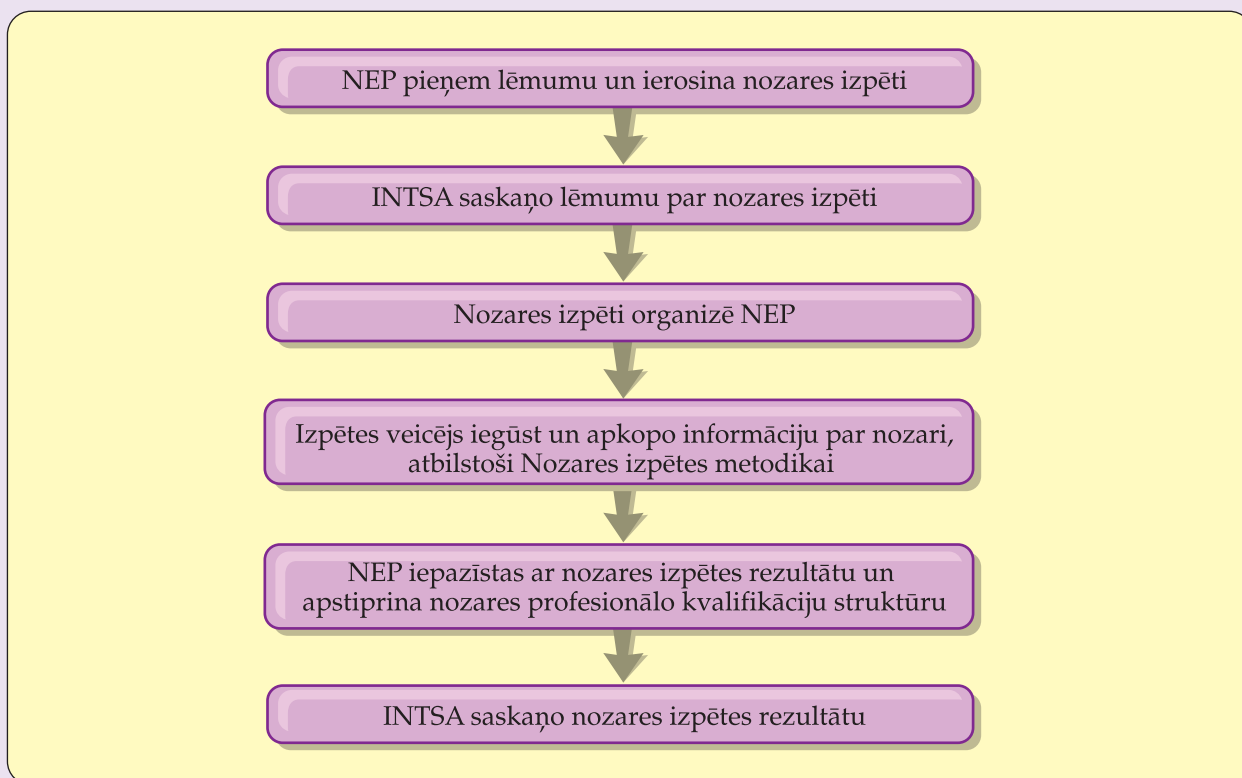 NEP pieņem lēmumu un ierosina nozares izpēti
INTSA saskaņo lēmumu par nozares izpēti
Nozares izpēti organizē NEP
Izpētes veicējs iegūst un apkopo informāciju par nozari,
atbilstoši Nozares izpētes metodikai
NEP iepazīstas ar nozares izpētes rezultātu un
apstiprina nozares profesionālo kvalifikāciju struktūru
INTSA saskaņo nozares izpētes rezultātu